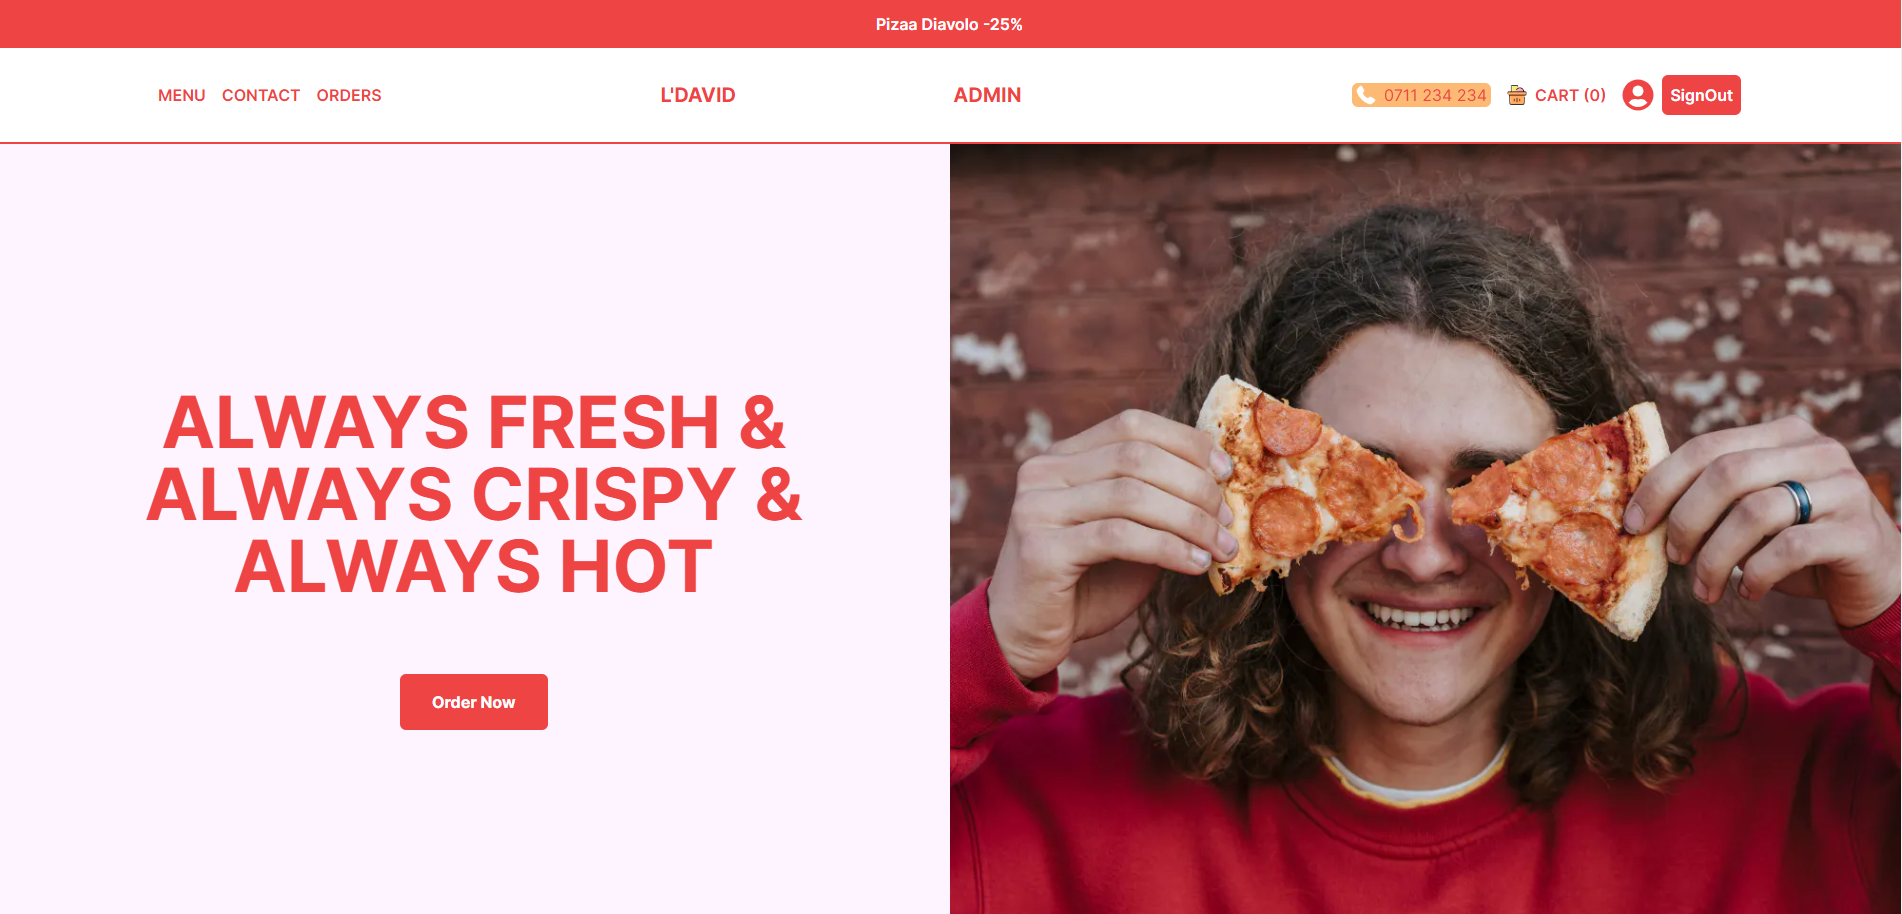 Pizaa Diavolo -25%
MENU CONTACT ORDERS L'DAVID ADMIN 0711 234 234 CART (0) SignOut
ALWAYS FRESH &
ALWAYS CRISPY &
ALWAYS HOT
Order Now